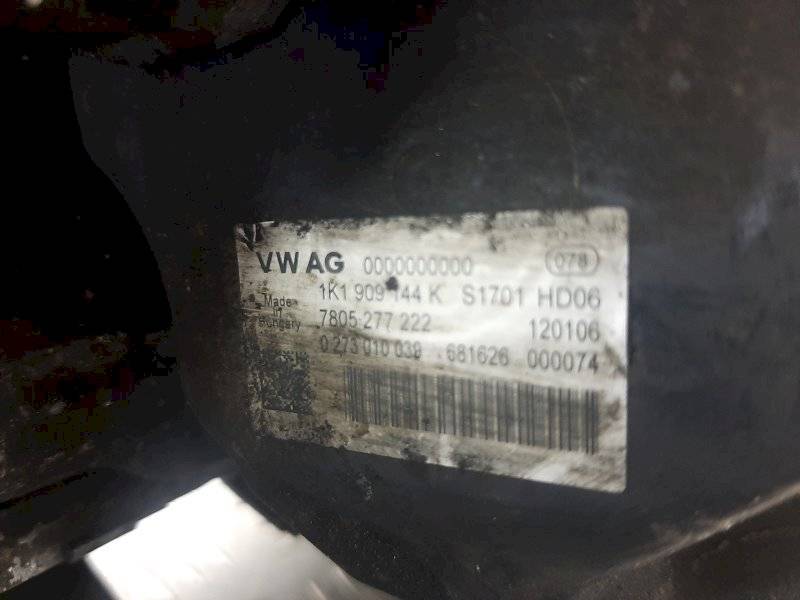 VW AG 0000000000 078
1K1 909 144 K S1701 HD06
Made in Hungary
7805 277 222 120106
0 273 010 039 681626 000074